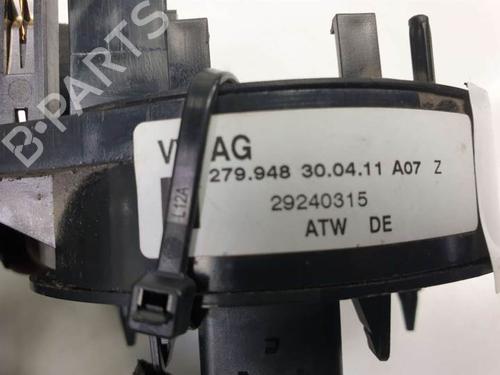 B-PARTS
V AG
279.948 30.04.11 A07 Z
29240315
ATW DE
L12A